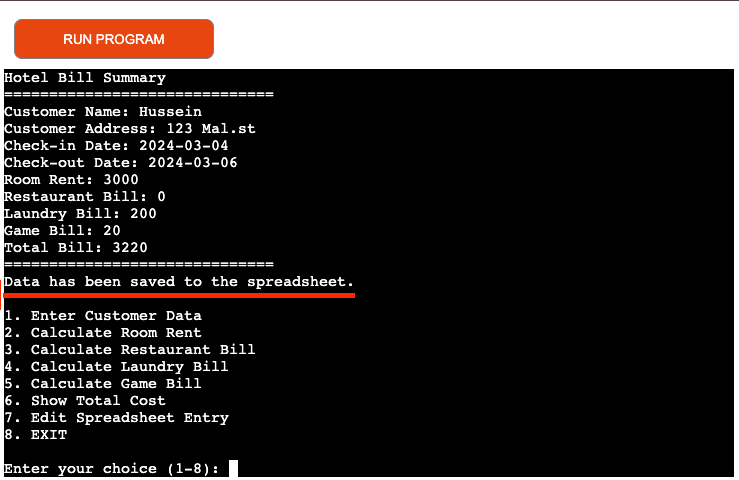 RUN PROGRAM
Hotel Bill Summary
==============================
Customer Name: Hussein
Customer Address: 123 Mal.st
Check-in Date: 2024-03-04
Check-out Date: 2024-03-06
Room Rent: 3000
Restaurant Bill: 0
Laundry Bill: 200
Game Bill: 20
Total Bill: 3220
==============================
Data has been saved to the spreadsheet.
1. Enter Customer Data
2. Calculate Room Rent
3. Calculate Restaurant Bill
4. Calculate Laundry Bill
5. Calculate Game Bill
6. Show Total Cost
7. Edit Spreadsheet Entry
8. EXIT
Enter your choice (1-8):